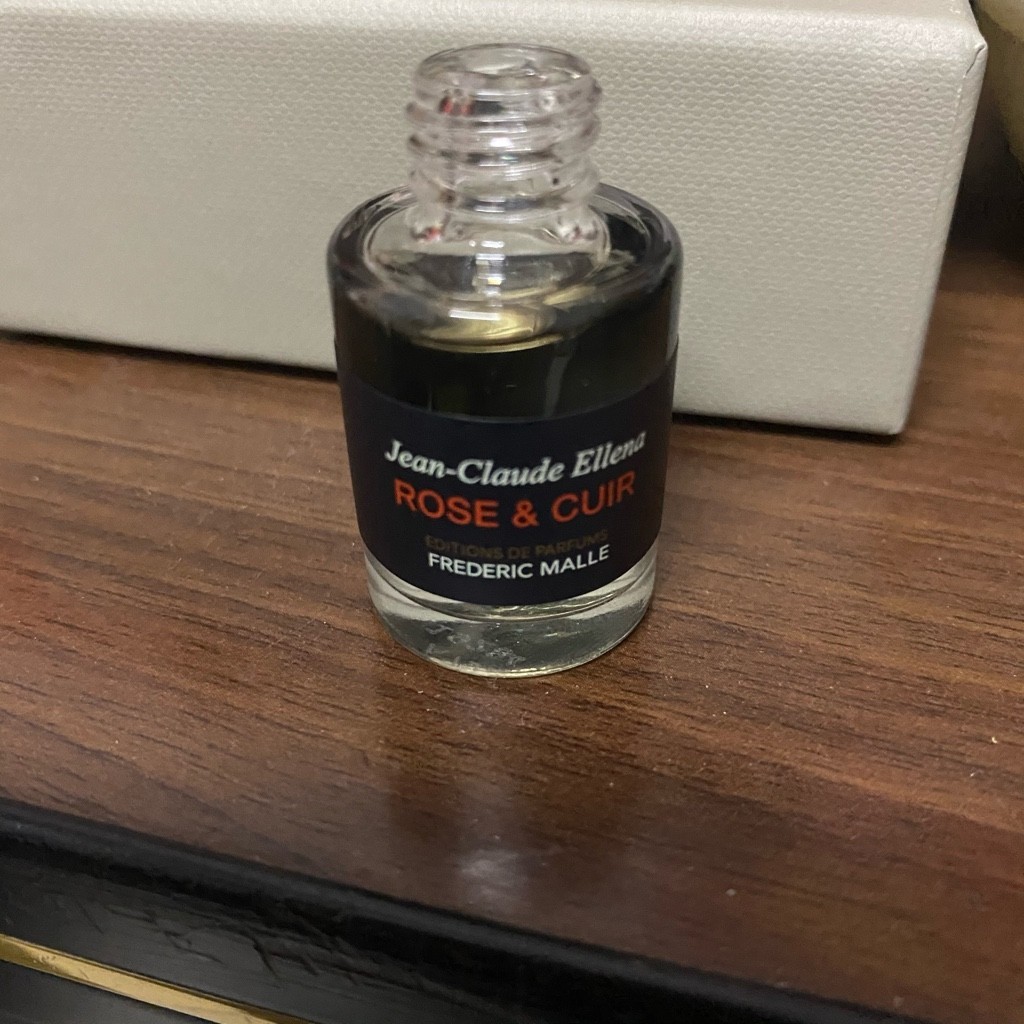 Jean-Claude Ellena
ROSE & CUIR
EDITIONS DE PARFUMS
FREDERIC MALLE